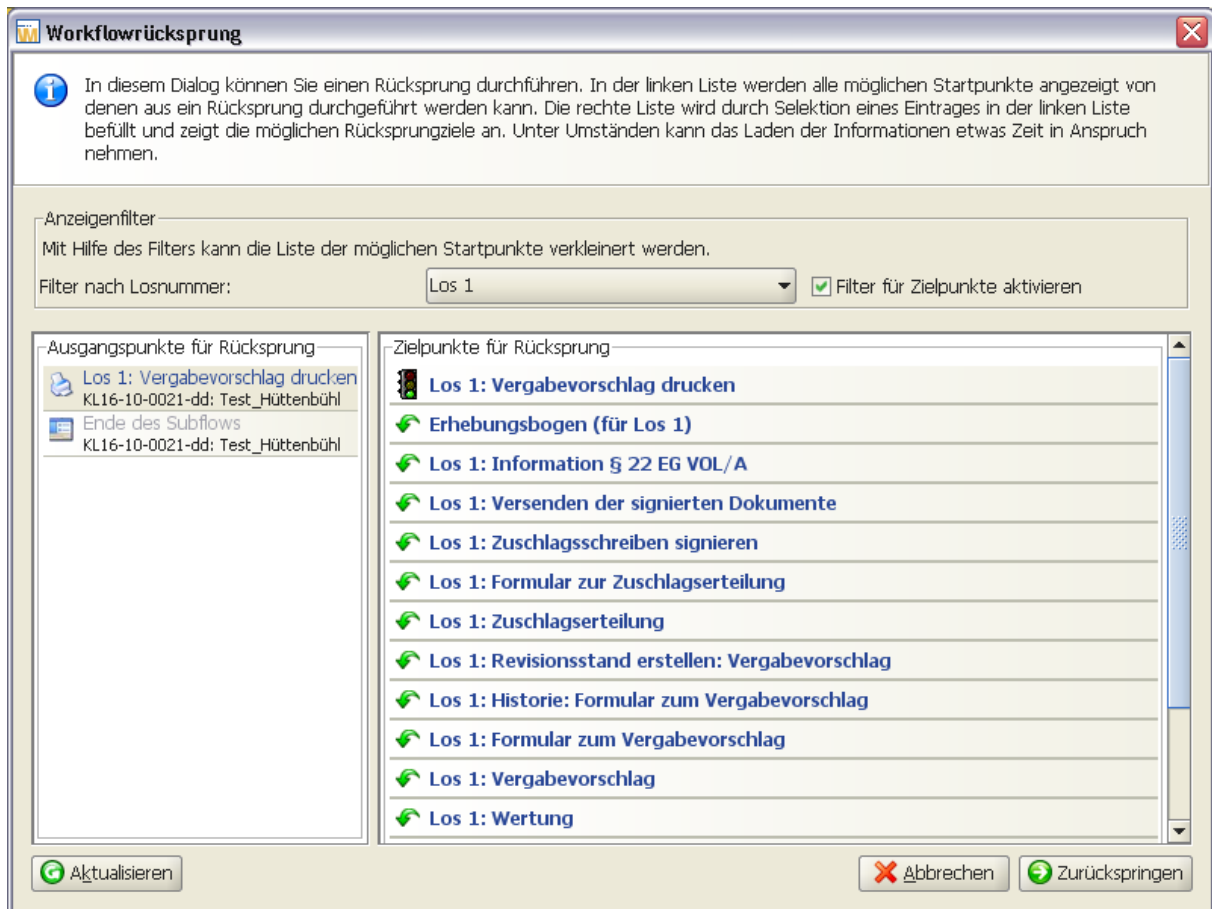 Workflowrücksprung
In diesem Dialog können Sie einen Rücksprung durchführen. In der linken Liste werden alle möglichen Startpunkte angezeigt von
denen aus ein Rücksprung durchgeführt werden kann. Die rechte Liste wird durch Selektion eines Eintrages in der linken Liste
befüllt und zeigt die möglichen Rücksprungziele an. Unter Umständen kann das Laden der Informationen etwas Zeit in Anspruch
nehmen.
Anzeigenfilter
Mit Hilfe des Filters kann die Liste der möglichen Startpunkte verkleinert werden.
Filter nach Losnummer: Los 1 Filter für Zielpunkte aktivieren
Ausgangspunkte für Rücksprung
Los 1: Vergabevorschlag drucken
KL16-10-0021-dd: Test_Hüttenbühl
Ende des Subflows
KL16-10-0021-dd: Test_Hüttenbühl
Zielpunkte für Rücksprung
Los 1: Vergabevorschlag drucken
Erhebungsbogen (für Los 1)
Los 1: Information § 22 EG VOL/A
Los 1: Versenden der signierten Dokumente
Los 1: Zuschlagsschreiben signieren
Los 1: Formular zur Zuschlagserteilung
Los 1: Zuschlagserteilung
Los 1: Revisionsstand erstellen: Vergabevorschlag
Los 1: Historie: Formular zum Vergabevorschlag
Los 1: Formular zum Vergabevorschlag
Los 1: Vergabevorschlag
Los 1: Wertung
Aktualisieren Abbrechen Zurückspringen